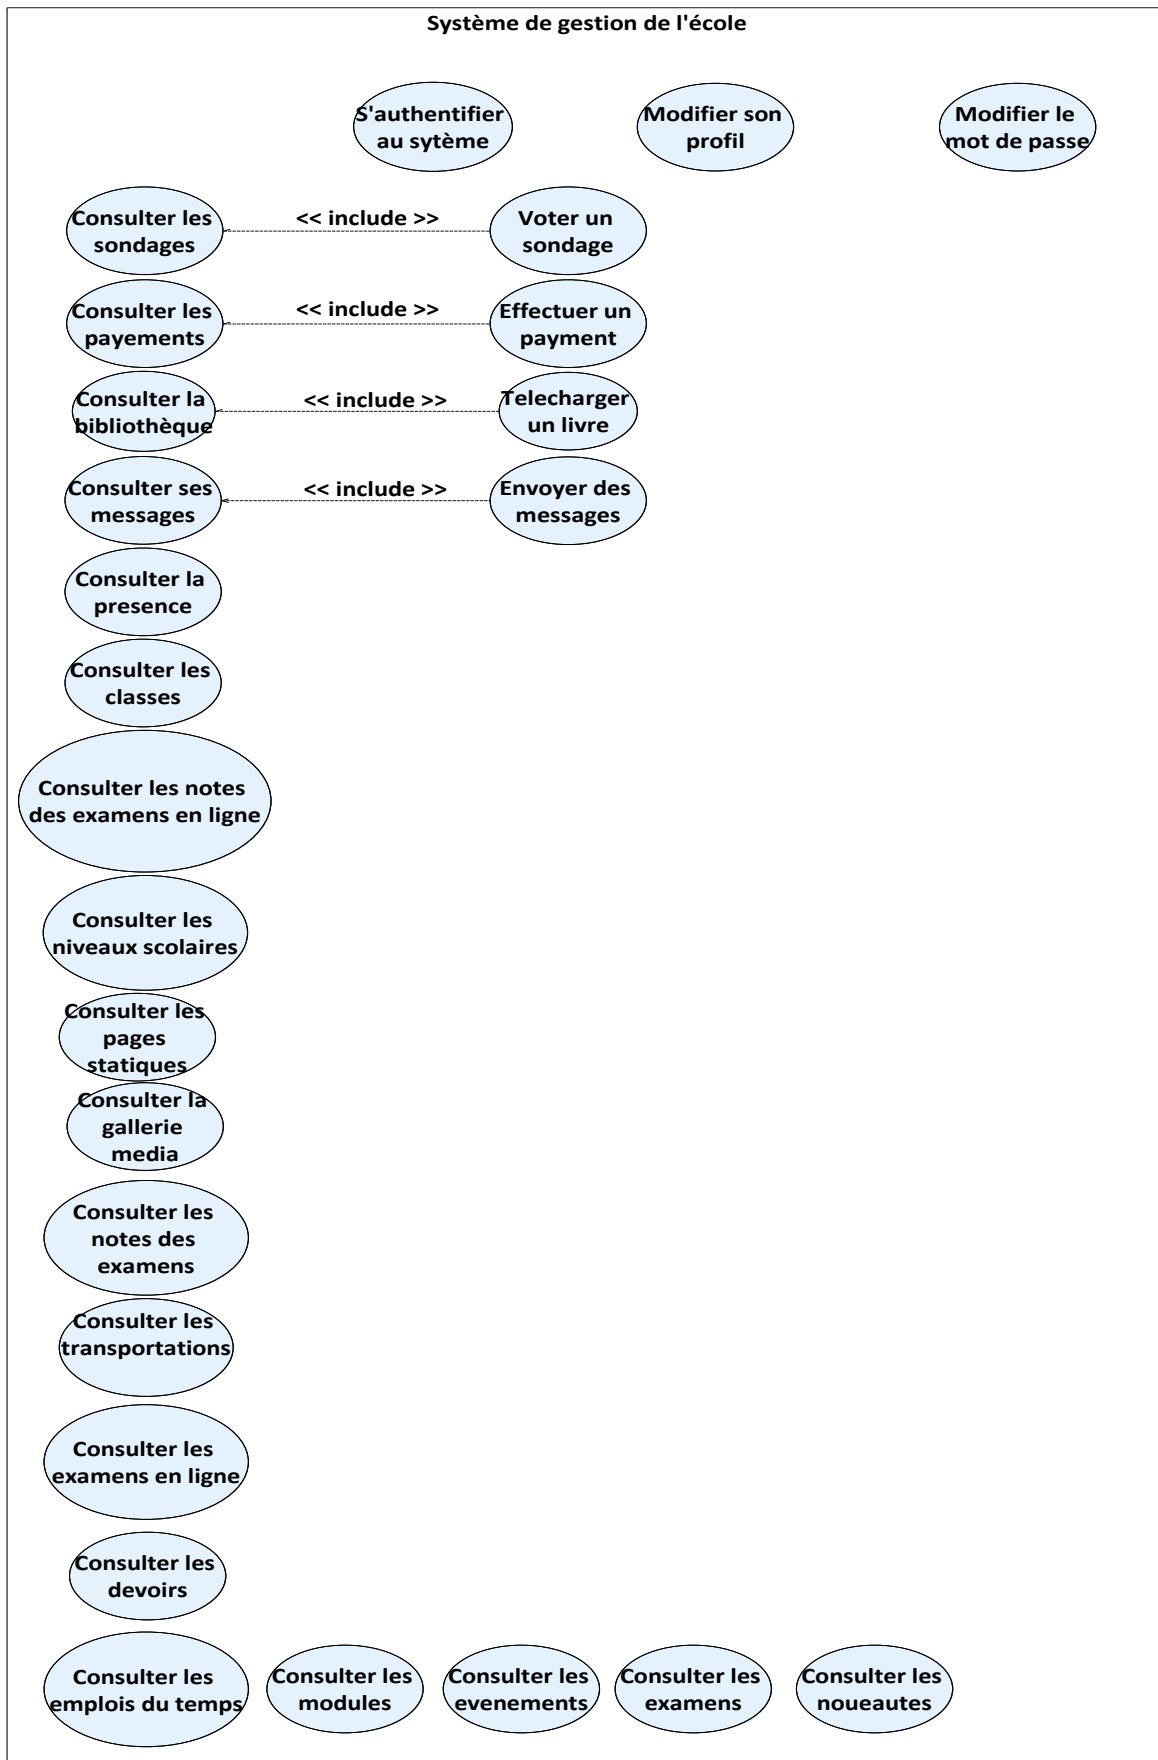 Système de gestion de l'école
S'authentifier
au sytème
Modifier son
profil
Modifier le
mot de passe
Consulter les
sondages
<< include >>
Voter un
sondage
Consulter les
payements
<< include >>
Effectuer un
payment
Consulter la
bibliothèque
<< include >>
Telecharger
un livre
Consulter ses
messages
<< include >>
Envoyer des
messages
Consulter la
presence
Consulter les
classes
Consulter les notes
des examens en ligne
Consulter les
niveaux scolaires
Consulter les
pages
statiques
Consulter la
gallerie
media
Consulter les
notes des
examens
Consulter les
transportations
Consulter les
examens en ligne
Consulter les
devoirs
Consulter les
emplois du temps
Consulter les
modules
Consulter les
evenements
Consulter les
examens
Consulter les
noueautes